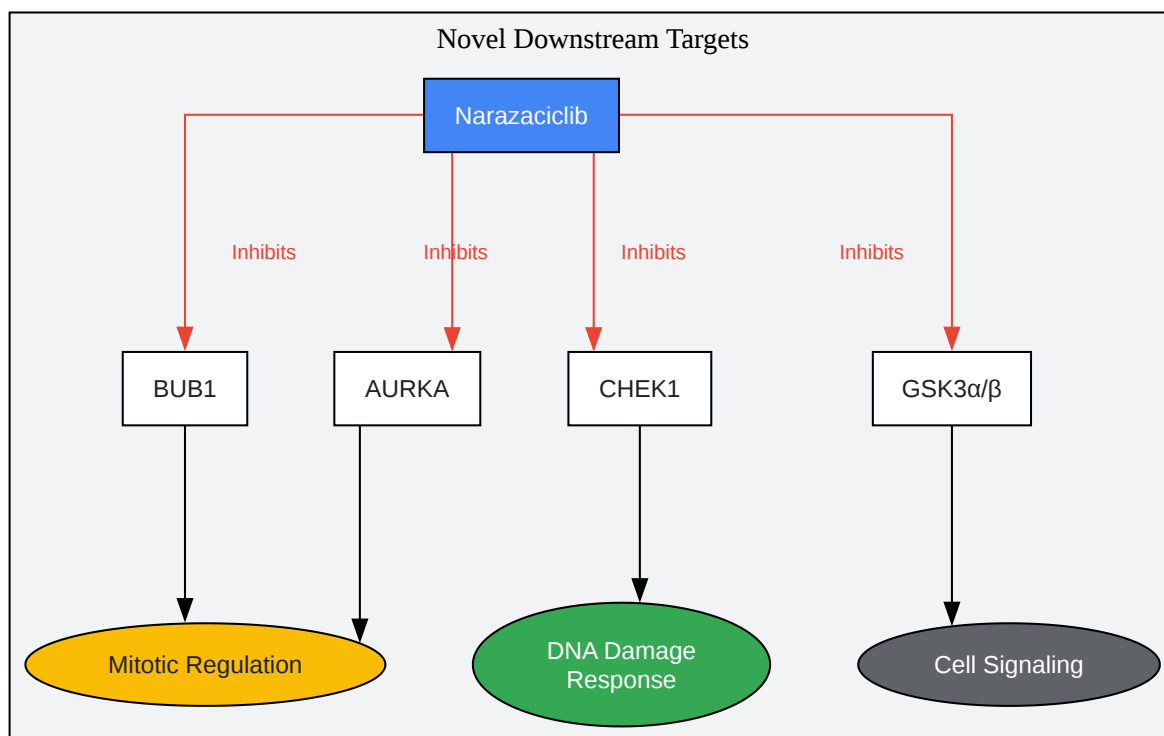 Novel Downstream Targets
Narazaciclib
Inhibits
Inhibits
Inhibits
Inhibits
BUB1
AURKA
CHEK1
GSK3α/β
Mitotic Regulation
DNA Damage
Response
Cell Signaling